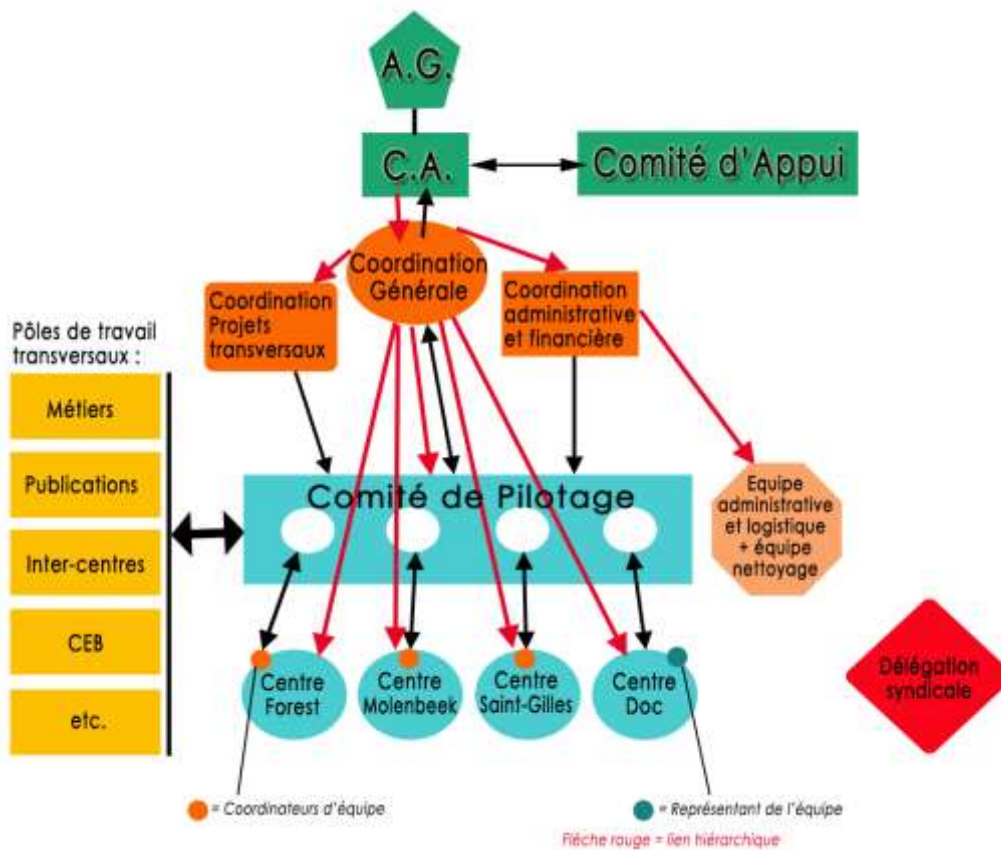 A.G.
C.A.
Comité d'Appui
Coordination
Générale
Coordination
Projets
transversaux
Coordination
administrative
et financière
Pôles de travail
transversaux :
Métiers
Publications
Inter-centres
CEB
etc.
Comité de Pilotage
Equipe
administrative
et logistique
+ équipe
nettoyage
Centre
Forest
Centre
Molenbeek
Centre
Saint-Gilles
Centre
Doc
Délégation
syndicale
= Coordinateurs d'équipe
= Représentant de l'équipe
Flèche rouge = lien hiérarchique